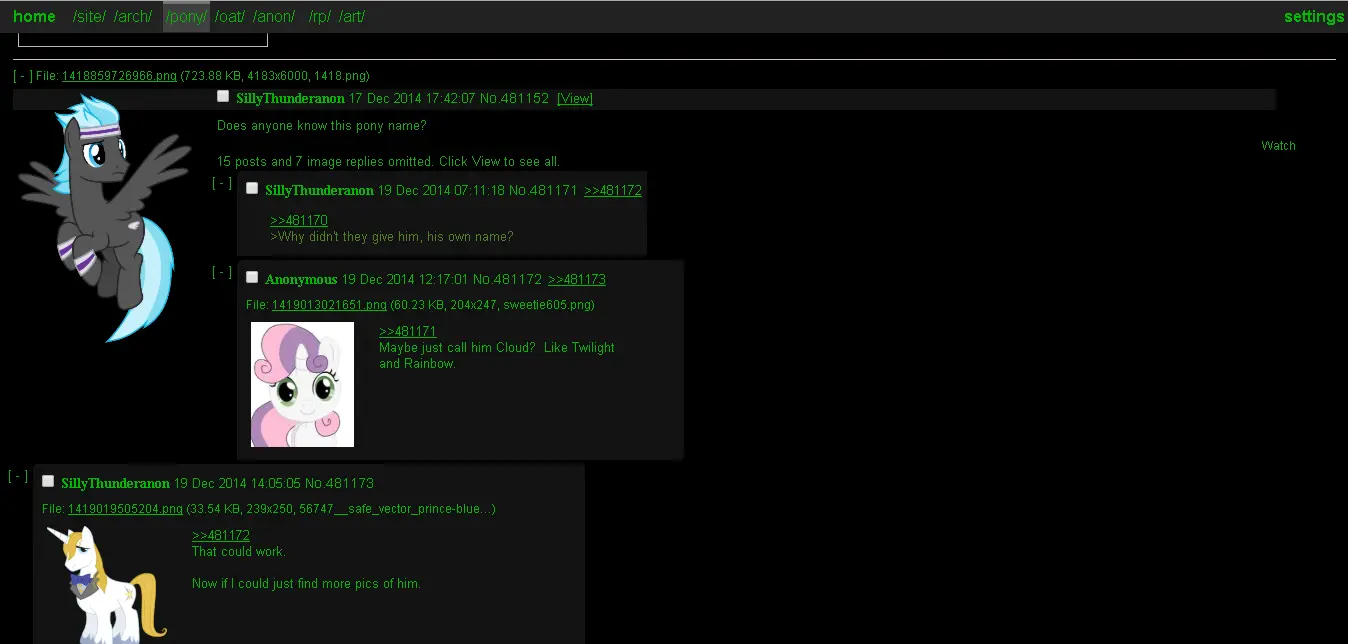 home /site/ /arch/ /pony/ /oat/ /anon/ /rp/ /art/ settings
[ - ] File: 1418859726966.png (723.88 KB, 4183x6000, 1418.png)
SillyThunderanon 17 Dec 2014 17:42:07 No.481152 [View]
Does anyone know this pony name?
Watch
15 posts and 7 image replies omitted. Click View to see all.
[ - ] SillyThunderanon 19 Dec 2014 07:11:18 No.481171 >>481172
>>481170
>Why didn't they give him, his own name?
[ - ] Anonymous 19 Dec 2014 12:17:01 No.481172 >>481173
File: 1419013021651.png (60.23 KB, 204x247, sweetie605.png)
>>481171
Maybe just call him Cloud? Like Twilight
and Rainbow.
[ - ] SillyThunderanon 19 Dec 2014 14:05:05 No.481173
File: 1419019505204.png (33.54 KB, 239x250, 56747__safe_vector_prince-blue...)
>>481172
That could work.
Now if I could just find more pics of him.